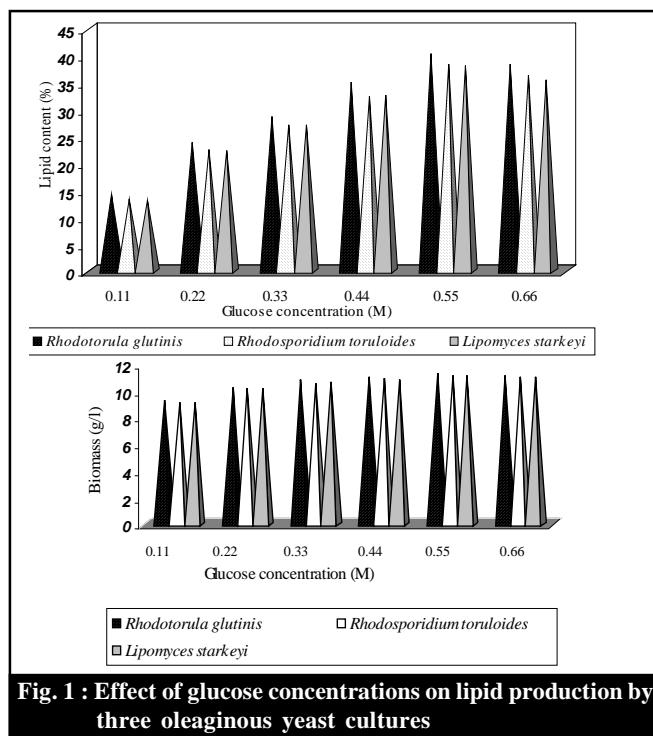 45
40
35
30
25
20
15
10
5
0
Lipid content (%)
0.11 0.22 0.33 0.44 0.55 0.66
Glucose concentration (M)
Rhodotorula glutinis Rhodosporidium toruloides Lipomyces starkeyi
12
10
8
6
4
2
0
Biomass (g/l)
0.11 0.22 0.33 0.44 0.55 0.66
Glucose concentration (M)
Rhodotorula glutinis Rhodosporidium toruloides
Lipomyces starkeyi
Fig. 1 : Effect of glucose concentrations on lipid production by
three oleaginous yeast cultures